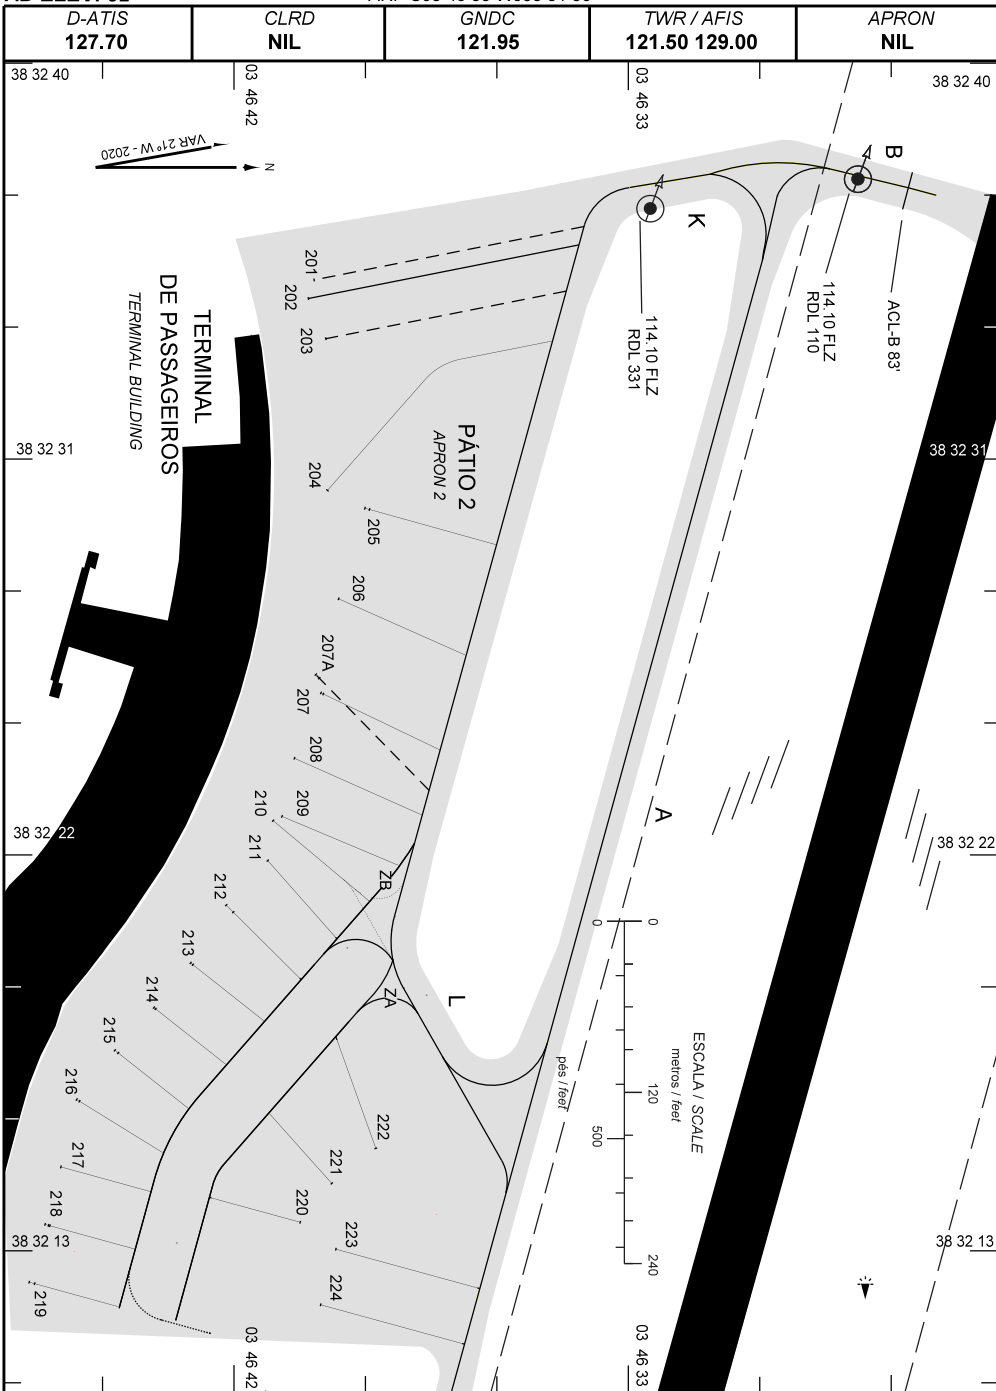 D-ATIS
127.70
CLRD
NIL
GNDC
121.95
TWR / AFIS
121.50 129.00
APRON
NIL
38 32 40
03 46 42
03 46 33
38 32 40
VAR 21º W - 2020
N
B
K
201
202
203
114.10 FLZ
RDL 110
ACL-B 83'
114.10 FLZ
RDL 331
TERMINAL
DE PASSAGEIROS
TERMINAL BUILDING
PÁTIO 2
APRON 2
38 32 31
38 32 31
204
205
206
207A
207
208
209
210
211
A
38 32 22
38 32 22
ZB
212
213
214
215
216
217
218
219
ZA
L
0
0
ESCALA / SCALE
metros / feet
pés / feet
120
500
240
222
221
220
223
224
38 32 13
38 32 13
03 46 42
03 46 33